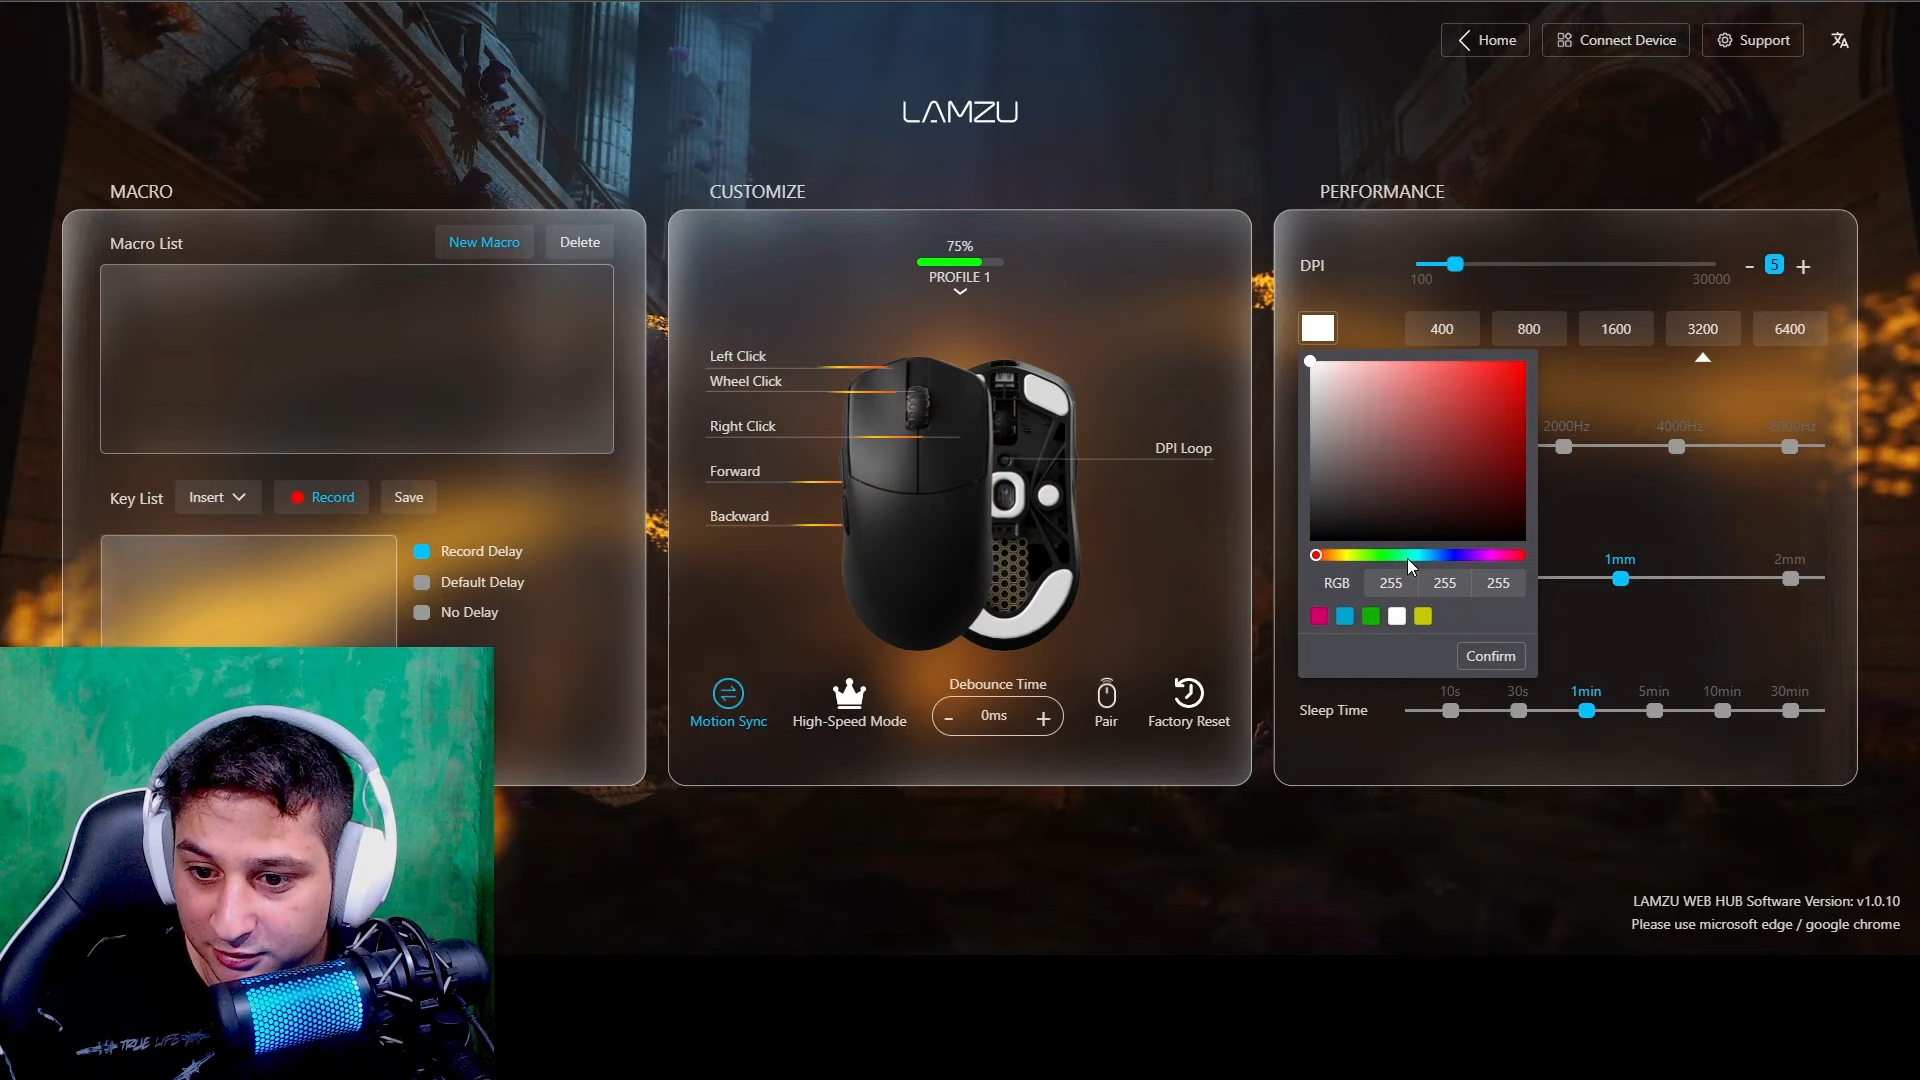 Home
Connect Device
Support
LAMZU
MACRO
Macro List
New Macro
Delete
Key List
Insert
Record
Save
Record Delay
Default Delay
No Delay
CUSTOMIZE
75%
PROFILE 1
Left Click
Wheel Click
Right Click
Forward
Backward
DPI Loop
Motion Sync
High-Speed Mode
Debounce Time
- 0ms +
Pair
Factory Reset
PERFORMANCE
DPI
100
30000
- 5 +
400
800
1600
3200
6400
2000Hz
4000Hz
8000Hz
RGB 255 255 255
Confirm
1mm
2mm
Sleep Time
10s
30s
1min
5min
10min
30min
LAMZU WEB HUB Software Version: v1.0.10
Please use microsoft edge / google chrome
TRUE LIFE